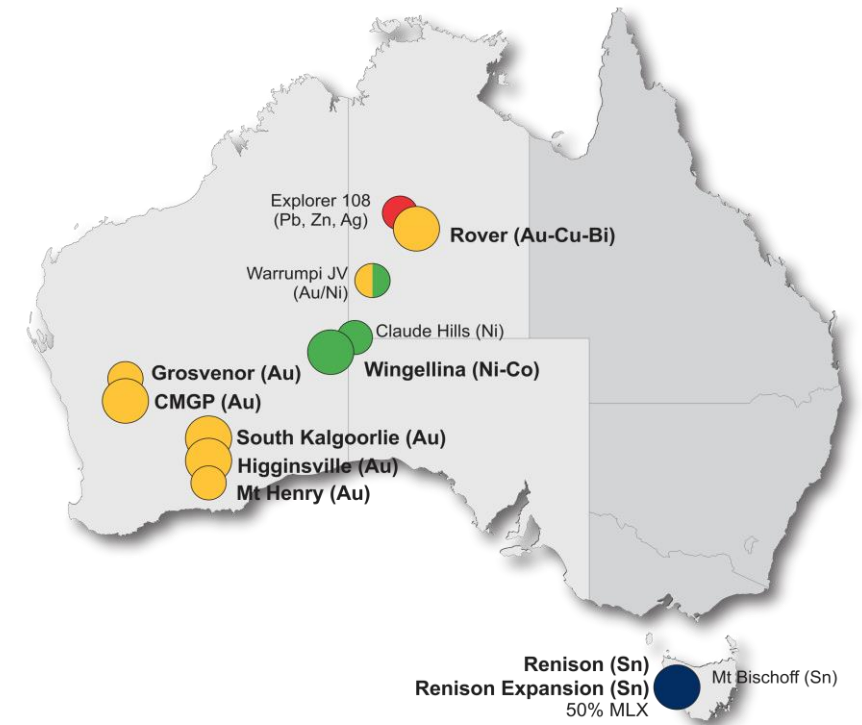 Explorer 108
(Pb, Zn, Ag)
Rover (Au-Cu-Bi)
Warrumpi JV
(Au/Ni)
Claude Hills (Ni)
Wingellina (Ni-Co)
Grosvenor (Au)
CMGP (Au)
South Kalgoorlie (Au)
Higginsville (Au)
Mt Henry (Au)
Renison (Sn)
Mt Bischoff (Sn)
Renison Expansion (Sn)
50% MLX